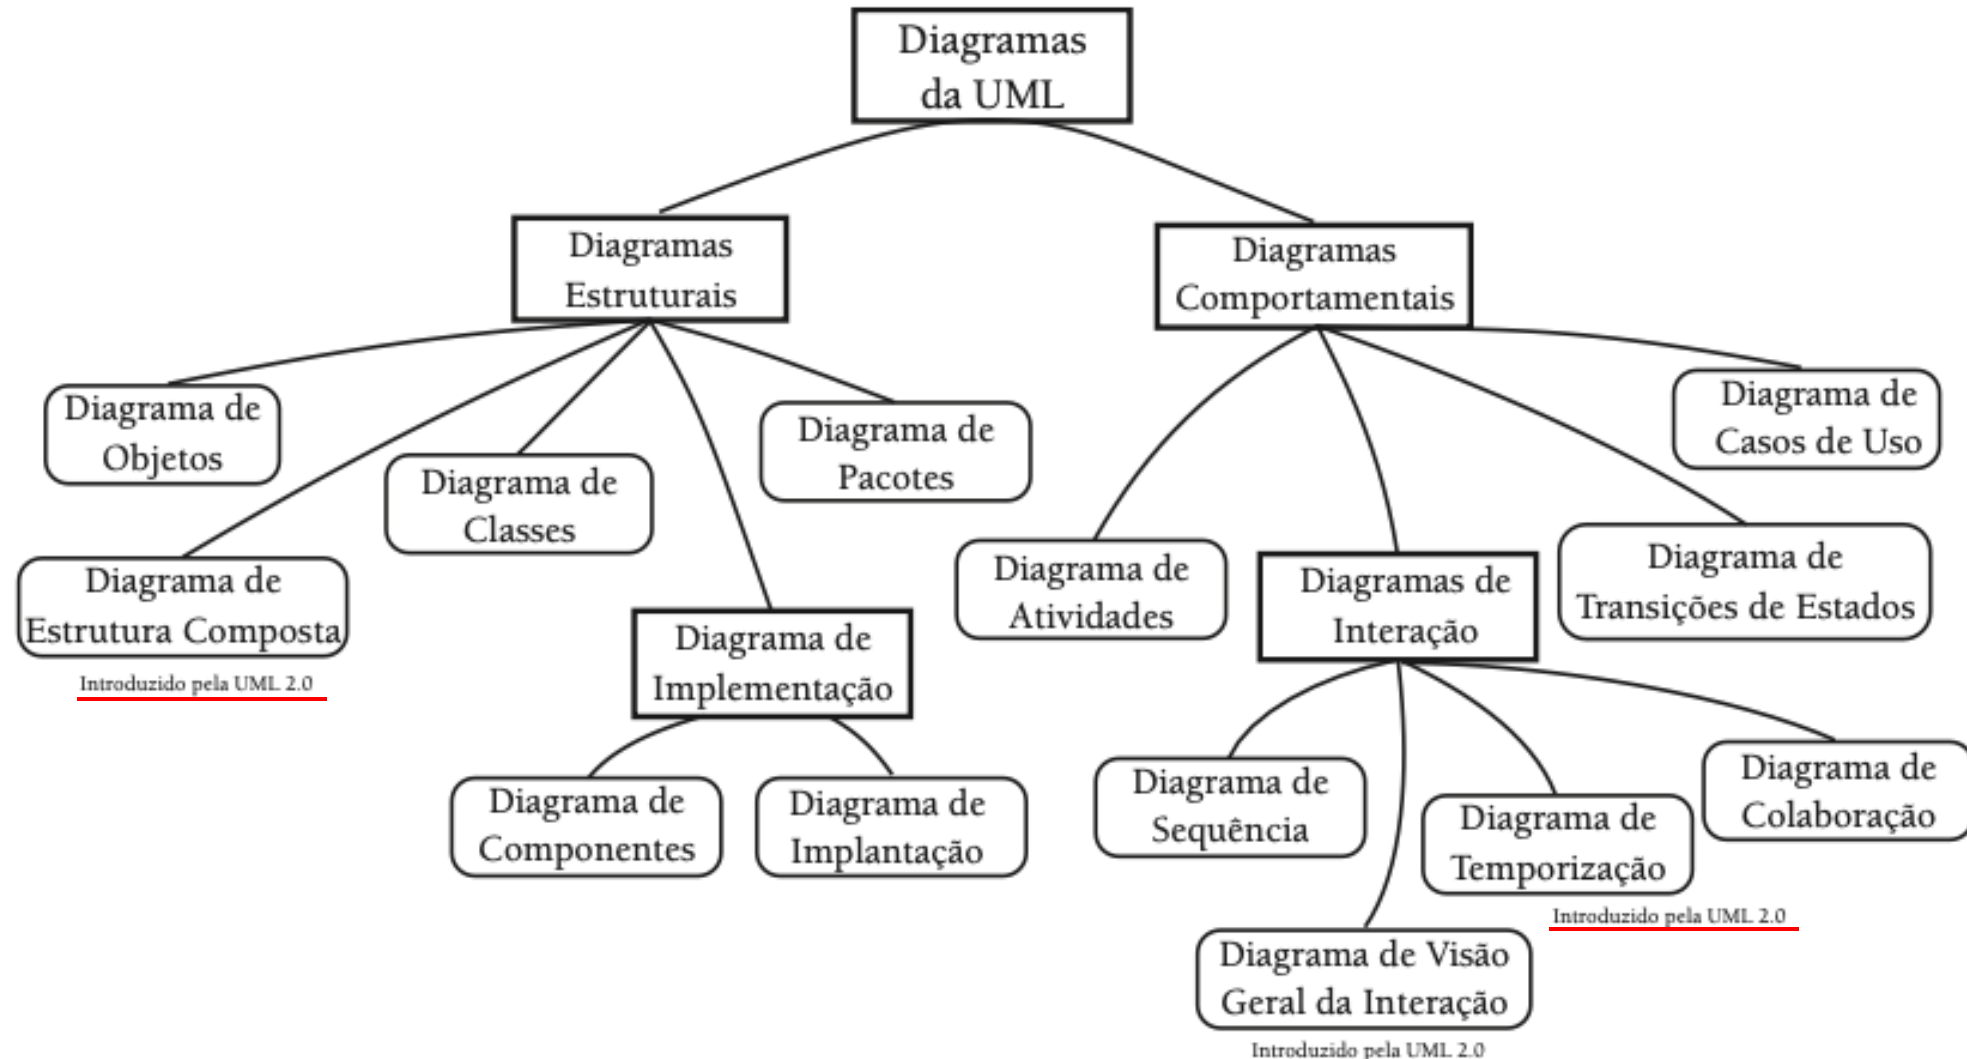 Diagramas
da UML
Diagramas
Estruturais
Diagramas
Comportamentais
Diagrama de
Objetos
Diagrama de
Estrutura Composta
Introduzido pela UML 2.0
Diagrama de
Classes
Diagrama de
Pacotes
Diagrama de
Implementação
Diagrama de
Componentes
Diagrama de
Implantação
Diagrama de
Atividades
Diagramas de
Interação
Diagrama de
Transições de Estados
Diagrama de
Casos de Uso
Diagrama de
Sequência
Diagrama de Visão
Geral da Interação
Introduzido pela UML 2.0
Diagrama de
Temporização
Introduzido pela UML 2.0
Diagrama de
Colaboração